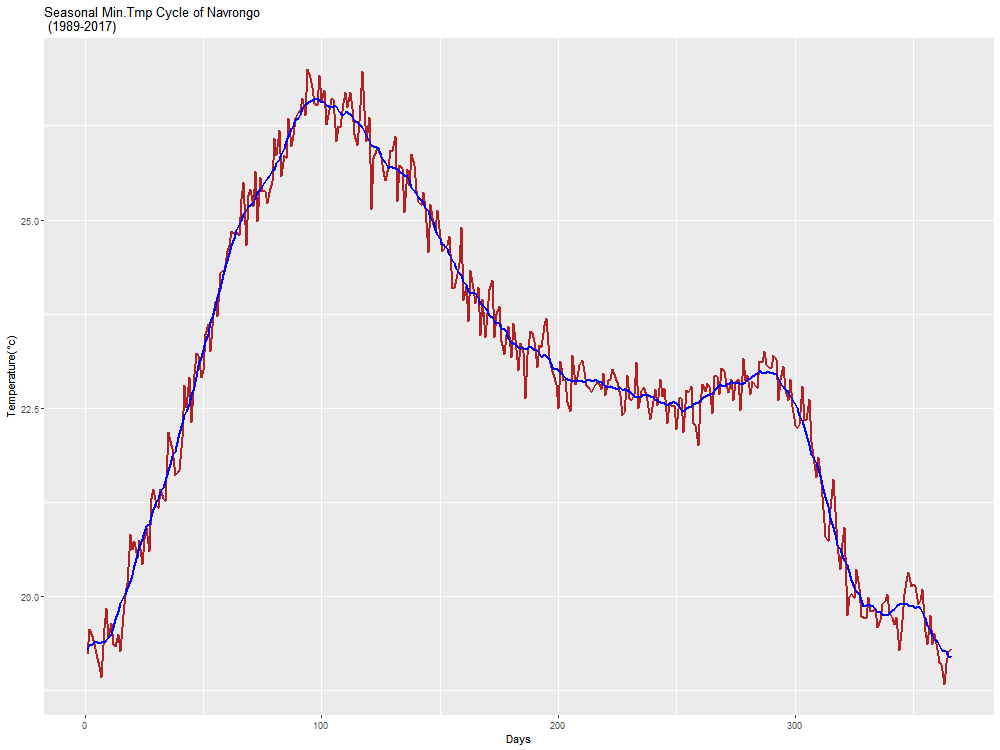 Seasonal Min.Tmp Cycle of Navrongo
(1989-2017)
Temperature(°c)
25.0
22.5
20.0
0
100
200
300
Days